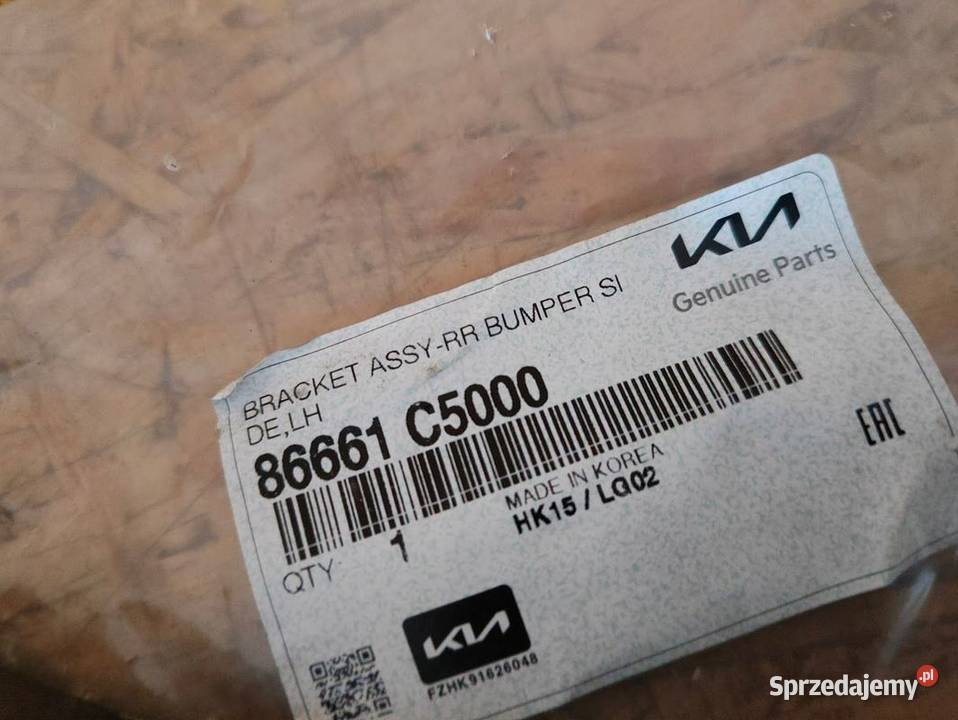 KIA
Genuine Parts
BRACKET ASSY-RR BUMPER SI
DE,LH
86661 C5000
MADE IN KOREA
HK15 / LG02
EAC
QTY 1
KIA
FZHK91626048
Sprzedajemy.pl